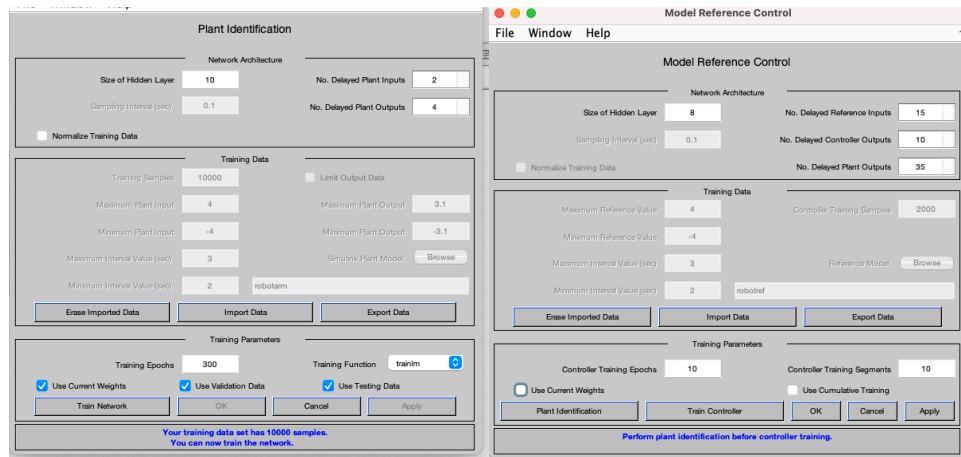 Plant Identification
Network Architecture
Size of Hidden Layer 10 No. Delayed Plant Inputs 2
Sampling Interval (sec) 0.1 No. Delayed Plant Outputs 4
Normalize Training Data
Training Data
Training Samples 10000 Limit Output Data
Maximum Plant Input 4 Maximum Plant Output 3.1
Minimum Plant Input -4 Minimum Plant Output -3.1
Maximum Interval Value (sec) 3 Simulink Plant Model: Browse
Minimum Interval Value (sec) 2 robotarm
Erase Imported Data Import Data Export Data
Training Parameters
Training Epochs 300 Training Function trainlm
Use Current Weights Use Validation Data Use Testing Data
Train Network OK Cancel Apply
Your training data set has 10000 samples.
You can now train the network.
Model Reference Control
File Window Help
Model Reference Control
Network Architecture
Size of Hidden Layer 8 No. Delayed Reference Inputs 15
Sampling Interval (sec) 0.1 No. Delayed Controller Outputs 10
Normalize Training Data No. Delayed Plant Outputs 35
Training Data
Maximum Reference Value 4 Controller Training Samples 2000
Minimum Reference Value -4
Maximum Interval Value (sec) 3 Reference Model: Browse
Minimum Interval Value (sec) 2 robotref
Erase Imported Data Import Data Export Data
Training Parameters
Controller Training Epochs 10 Controller Training Segments 10
Use Current Weights Use Cumulative Training
Plant Identification Train Controller OK Cancel Apply
Perform plant identification before controller training.